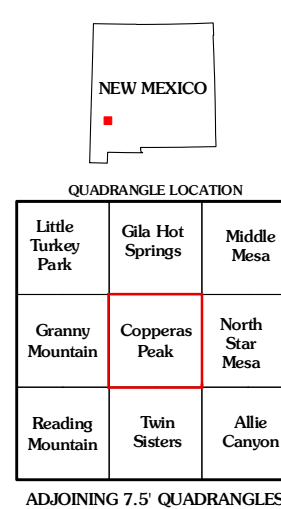 NEW MEXICO
QUADRANGLE LOCATION
Little
Turkey
Park
Gila Hot
Springs
Middle
Mesa
Granny
Mountain
Copperas
Peak
North
Star
Mesa
Reading
Mountain
Twin
Sisters
Allie
Canyon
ADJOINING 7.5' QUADRANGLES